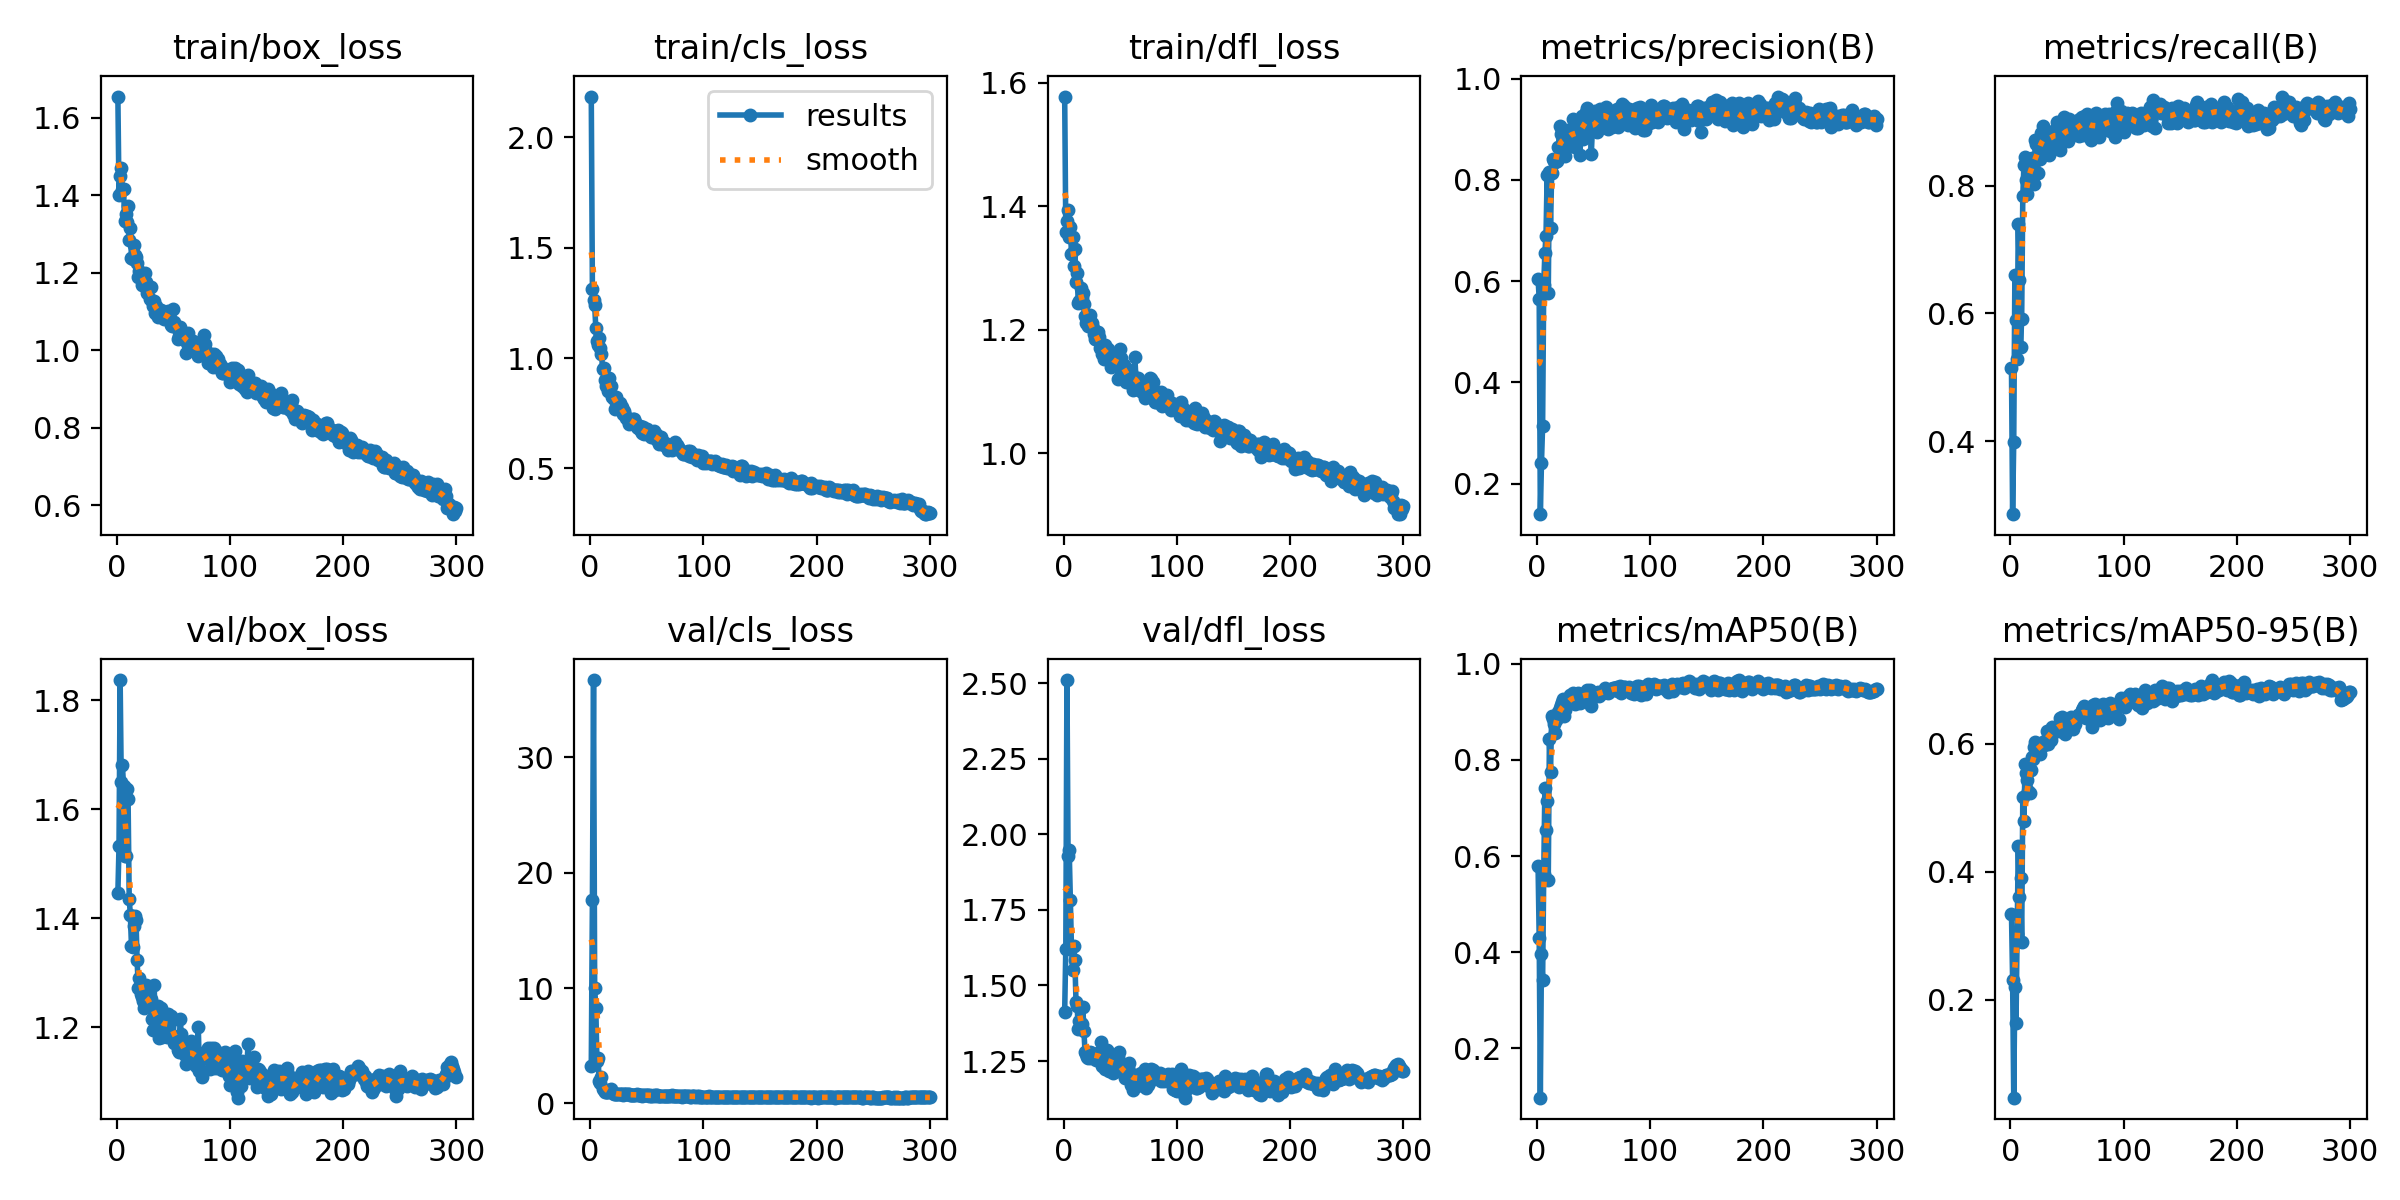 train/box_loss
train/cls_loss
train/dfl_loss
metrics/precision(B)
metrics/recall(B)
1.6
1.4
1.2
1.0
0.8
0.6
0 100 200 300
results
smooth
2.0
1.5
1.0
0.5
0 100 200 300
1.6
1.4
1.2
1.0
0 100 200 300
1.0
0.8
0.6
0.4
0.2
0 100 200 300
0.8
0.6
0.4
0 100 200 300
val/box_loss
val/cls_loss
val/dfl_loss
metrics/mAP50(B)
metrics/mAP50-95(B)
1.8
1.6
1.4
1.2
0 100 200 300
30
20
10
0
0 100 200 300
2.50
2.25
2.00
1.75
1.50
1.25
0 100 200 300
1.0
0.8
0.6
0.4
0.2
0 100 200 300
0.6
0.4
0.2
0 100 200 300